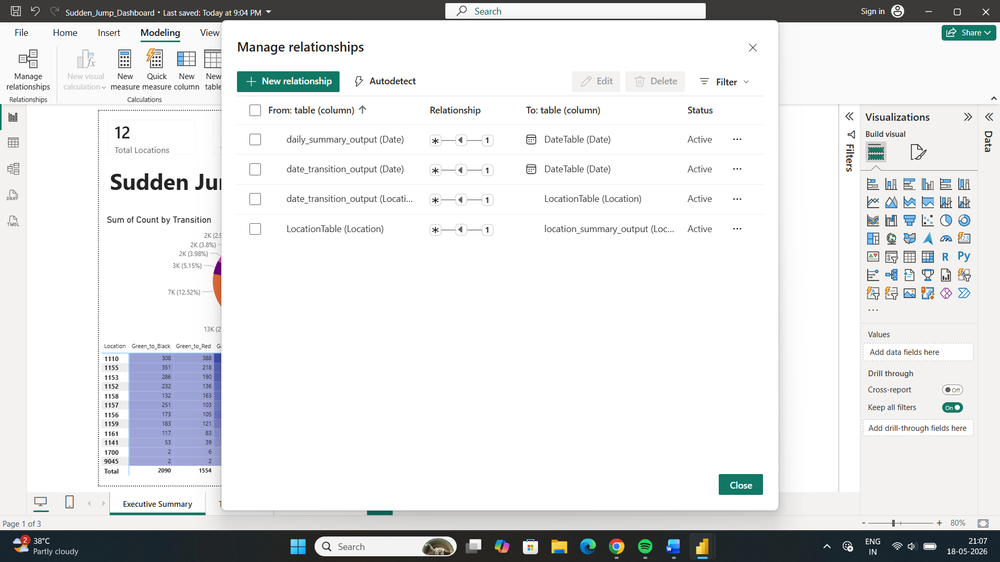 Sudden_Jump_Dashboard • Last saved: Today at 9:04 PM
Search
Sign in
File
Home
Insert
Modeling
View
Share
Manage relationships
New visual calculation
New measure
Quick measure
New column
New table
Relationships
Calculations
Manage relationships
New relationship
Autodetect
Edit
Delete
Filter
From: table (column)
Relationship
To: table (column)
Status
daily_summary_output (Date)
1
DateTable (Date)
Active
date_transition_output (Date)
1
DateTable (Date)
Active
date_transition_output (Locati...
1
LocationTable (Location)
Active
LocationTable (Location)
1
location_summary_output (Loc...
Active
Close
DAX
TMDL
12
Total Locations
Sudden Ju
Sum of Count by Transition
2K (2.9
2K (3.8%)
2K (3.98%)
3K (5.15%)
7K (12.52%)
13K (2
Location Green_to_Black Green_to_Red
1110 308 388
1155 351 218
1153 286 190
1152 232 136
1158 132 163
1157 251 103
1156 173 105
1159 183 121
1161 117 83
1141 53 39
1700 2 6
9045 2 2
Total 2090 1554
Filters
Visualizations
Build visual
123
R
Py
Values
Add data fields here
Drill through
Cross-report
Off
Keep all filters
On
Add drill-through fields here
Data
Executive Summary
Page 1 of 3
- + 80%
2
38°C
Partly cloudy
Search
ENG
IN
21:07
18-05-2026